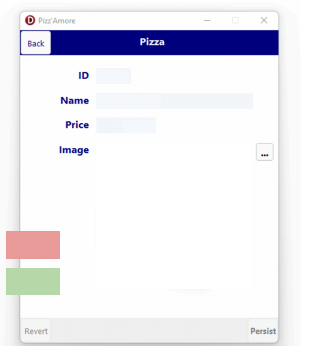 Pizz'Amore
Back
Pizza
ID
Name
Price
Image
...
Revert
Persist